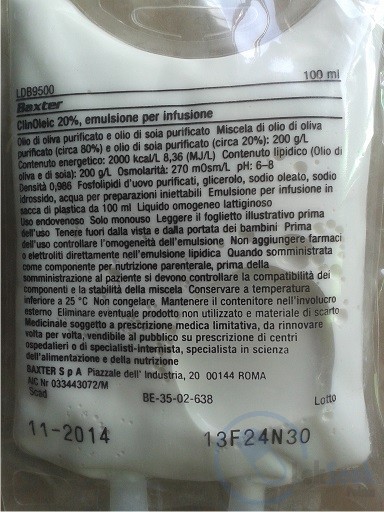 100 ml
LDB9500
Baxter
ClinOleic 20%, emulsione per infusione
Olio di oliva purificato e olio di soia purificato Miscela di olio di oliva
purificato (circa 80%) e olio di soia purificato (circa 20%): 200 g/L
Contenuto energetico: 2000 kcal/L 8,36 (MJ/L) Contenuto lipidico (Olio di
oliva e di soia): 200 g/L Osmolarità: 270 mOsm/L pH: 6–8
Densità 0,986 Fosfolipidi d'uovo purificati, glicerolo, sodio oleato, sodio
idrossido, acqua per preparazioni iniettabili Emulsione per infusione in
sacca di plastica da 100 ml Liquido omogeneo lattiginoso
Uso endovenoso Solo monouso Leggere il foglietto illustrativo prima
dell'uso Tenere fuori dalla vista e dalla portata dei bambini Prima
dell'uso controllare l'omogeneità dell'emulsione Non aggiungere farmaci
o elettroliti direttamente nell'emulsione lipidica Quando somministrata
come componente per nutrizione parenterale, prima della
somministrazione al paziente si devono controllare la compatibilità dei
componenti e la stabilità della miscela Conservare a temperatura
inferiore a 25 °C Non congelare Mantenere il contenitore nell'involucro
esterno Eliminare eventuale prodotto non utilizzato e materiale di scarto
Medicinale soggetto a prescrizione medica limitativa, da rinnovare
volta per volta, vendibile al pubblico su prescrizione di centri
ospedalieri o di specialisti-internista, specialista in scienza
dell'alimentazione e della nutrizione
BAXTER S p A Piazzale dell' Industria, 20 00144 ROMA
AIC Nr 033443072/M
Scad BE-35-02-638 Lotto
11-2014 13F24N30